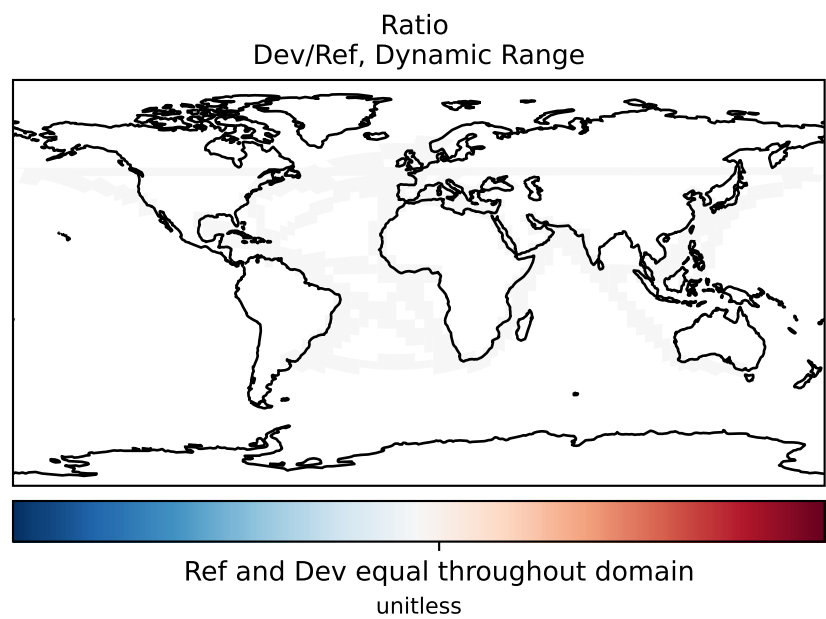 Ratio
Dev/Ref, Dynamic Range
Ref and Dev equal throughout domain
unitless